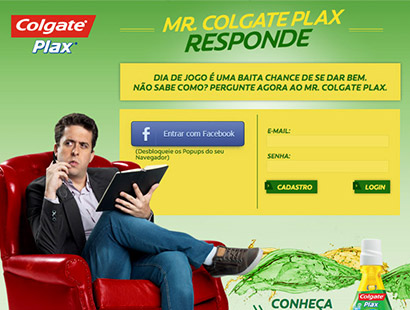 Colgate
Plax
MR. COLGATE PLAX
RESPONDE
DIA DE JOGO É UMA BAITA CHANCE DE SE DAR BEM.
NÃO SABE COMO? PERGUNTE AGORA AO MR. COLGATE PLAX.
f Entrar com Facebook
(Desbloqueie os Popups do seu
Navegador)
E-MAIL:
SENHA:
CADASTRO
LOGIN
CONHEÇA
Colgate
Plax